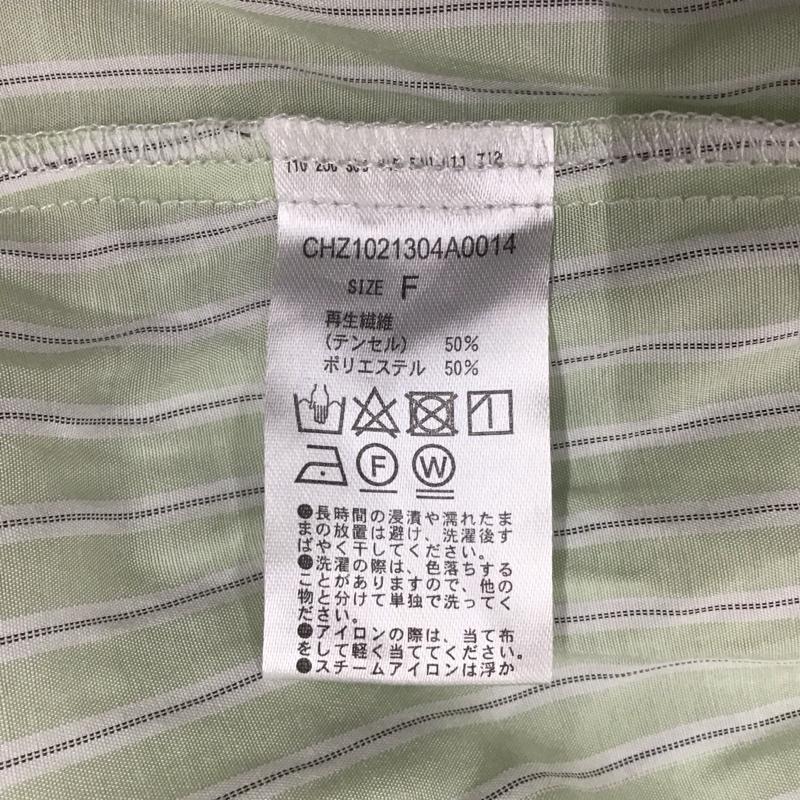 CHZ1021304A0014
SIZE F
再生繊維
(テンセル) 50%
ポリエステル 50%
F W
●長時間の浸漬や濡れたま
まの放置は避け、洗濯後す
ばやく干してください。
●洗濯の際は、色落ちする
ことがありますので、他の
物と分けて単独で洗ってく
ださい。
●アイロンの際は、当て布
をして軽く当ててください。
●スチームアイロンは浮か